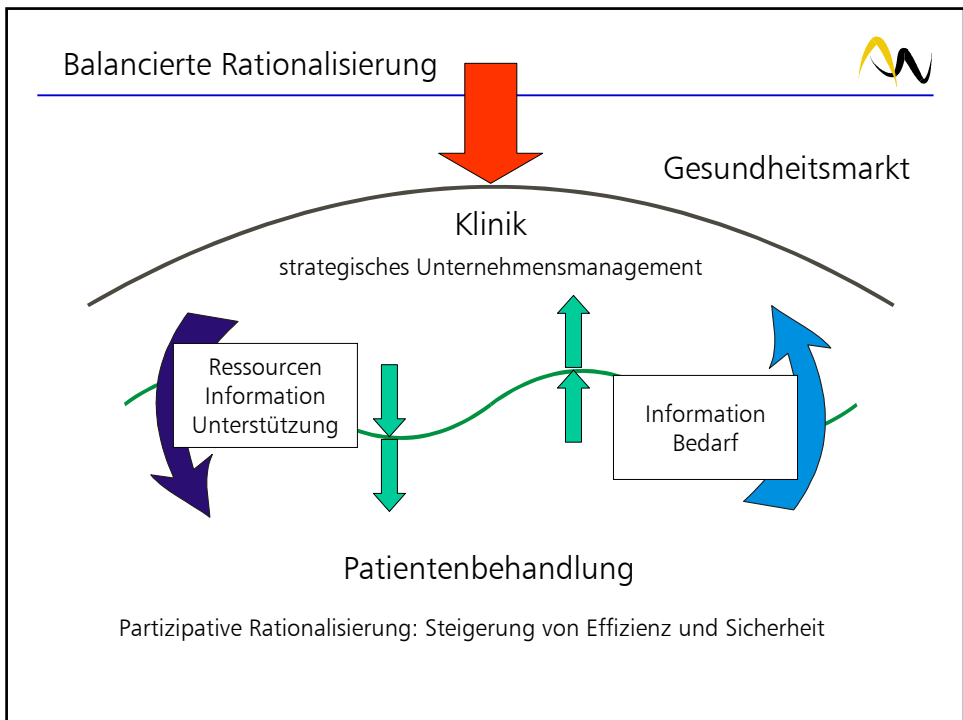 Balancierte Rationalisierung
Gesundheitsmarkt
Klinik
strategisches Unternehmensmanagement
Ressourcen
Information
Unterstützung
Information
Bedarf
Patientenbehandlung
Partizipative Rationalisierung: Steigerung von Effizienz und Sicherheit